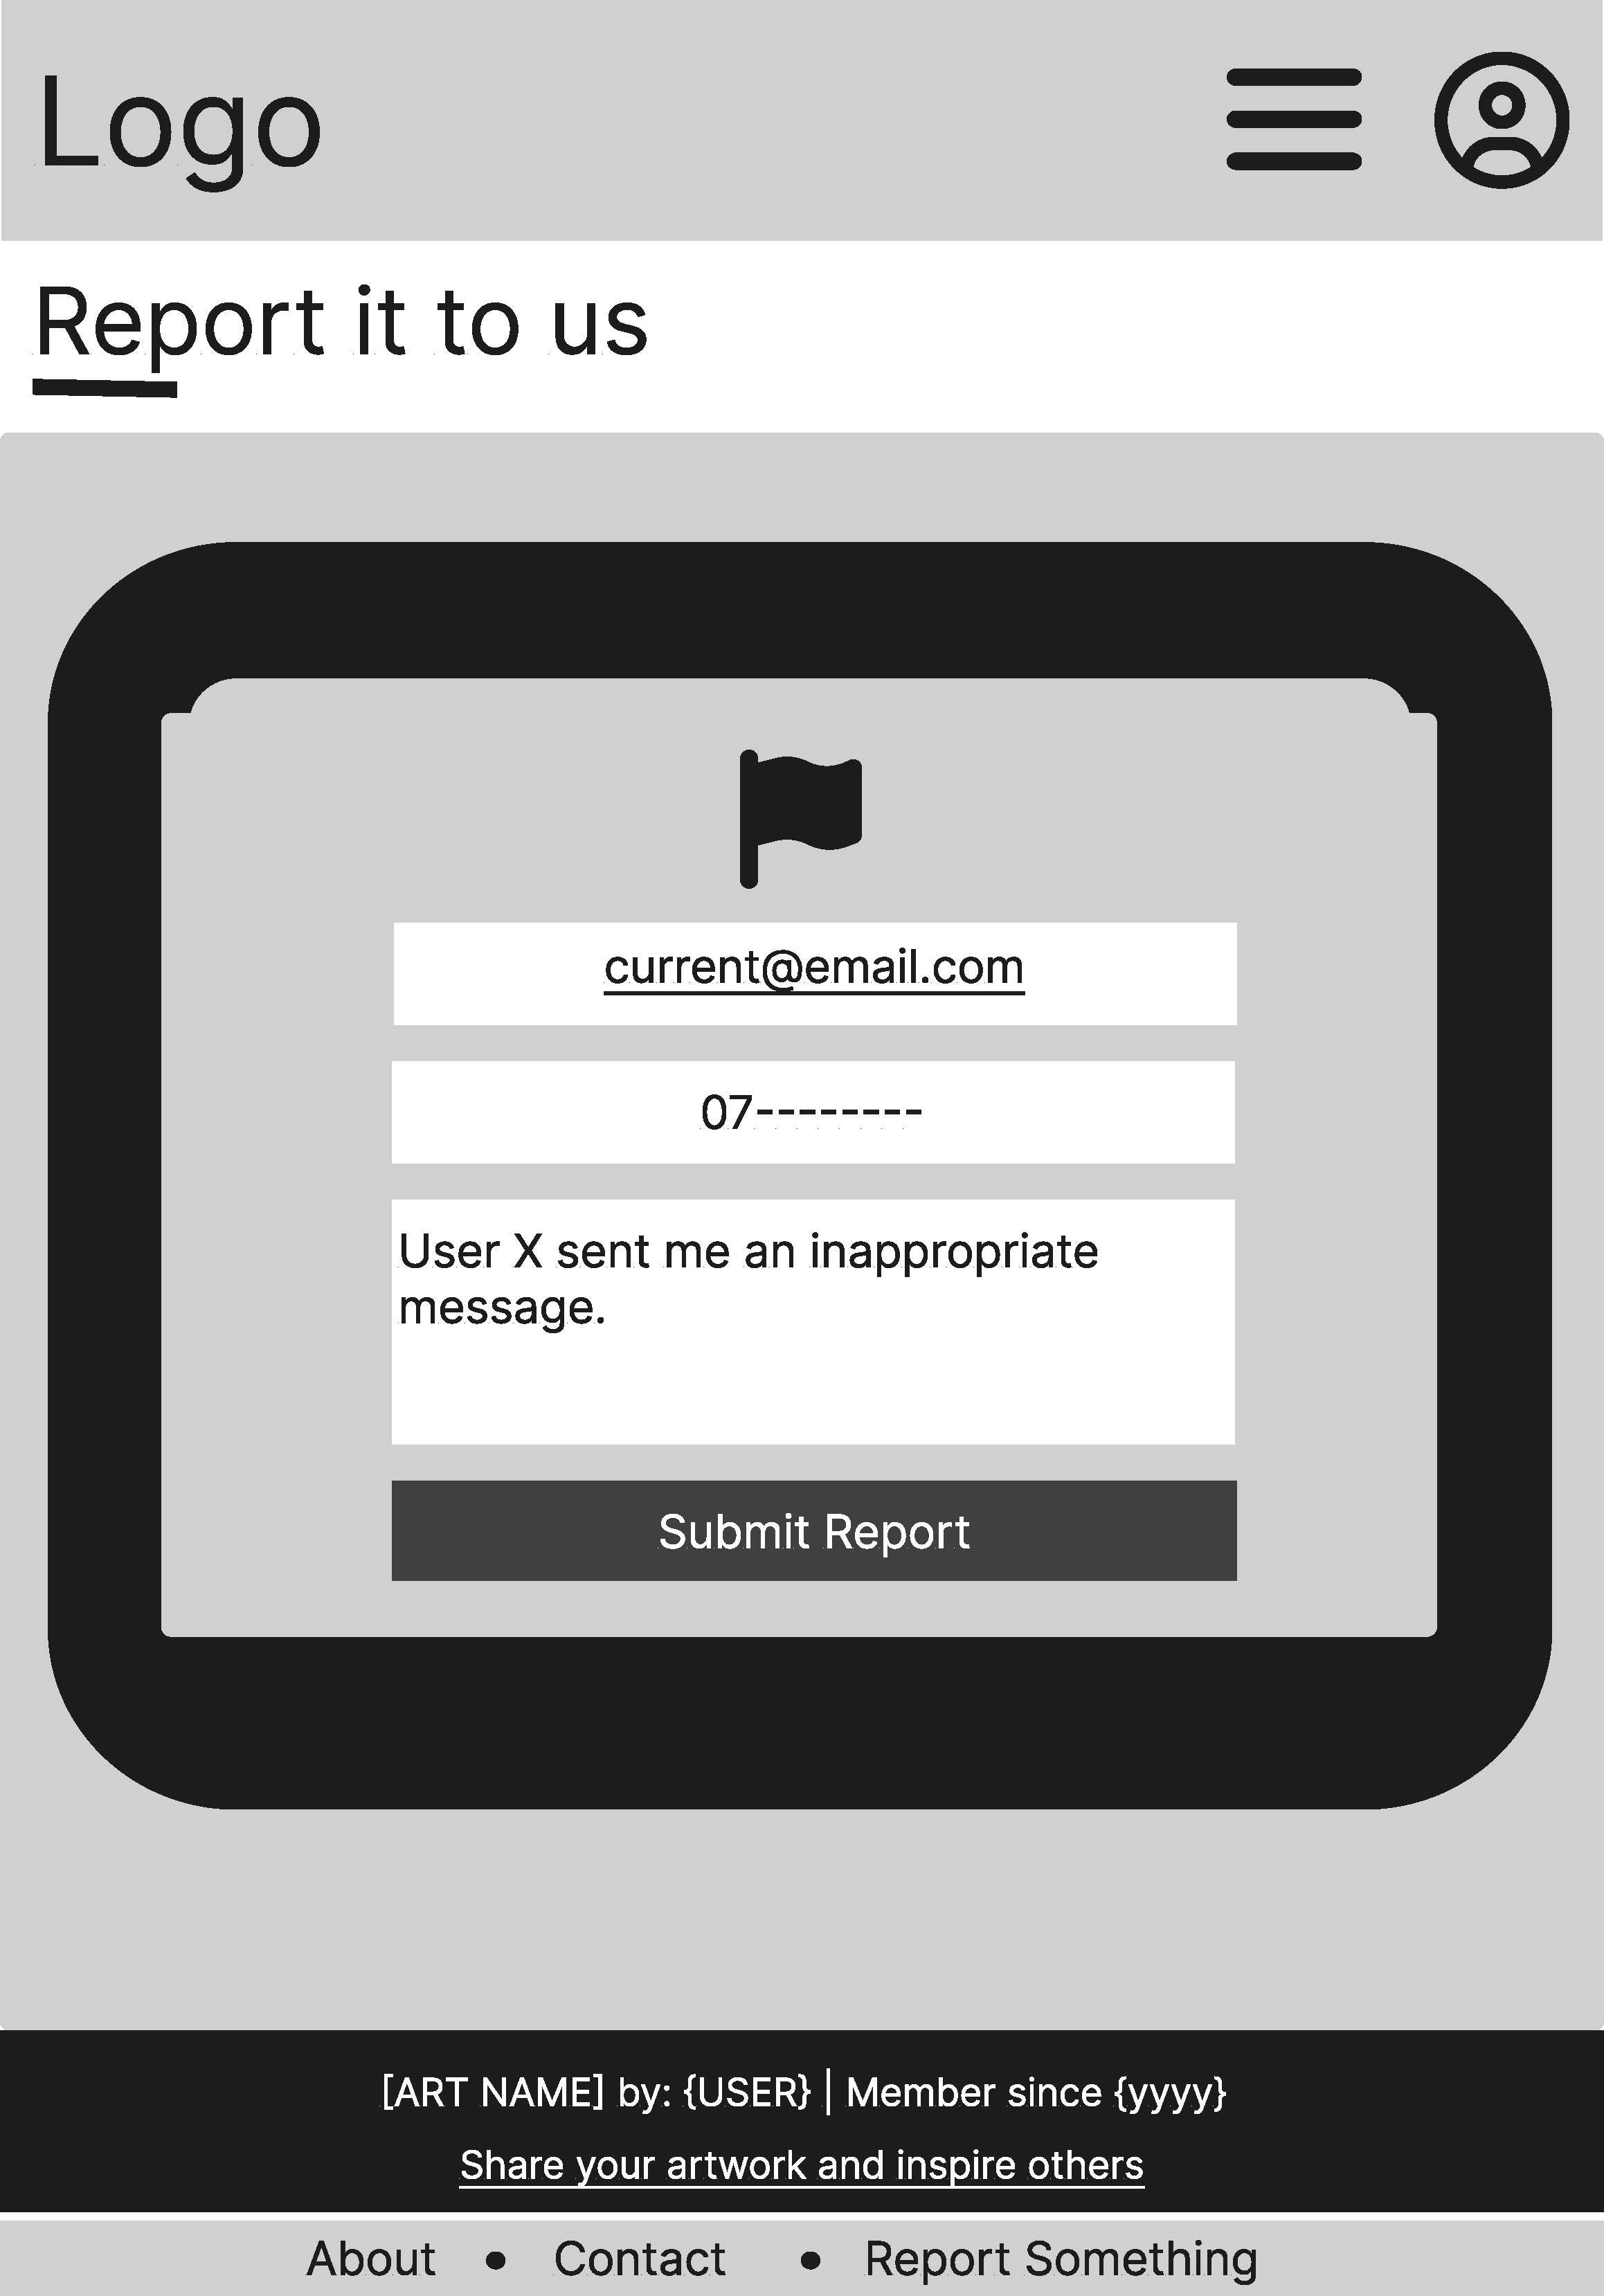 Logo
Report it to us
current@email.com
07--------
User X sent me an inappropriate
message.
Submit Report
[ART NAME] by: {USER} | Member since {yyyy}
Share your artwork and inspire others
About • Contact • Report Something